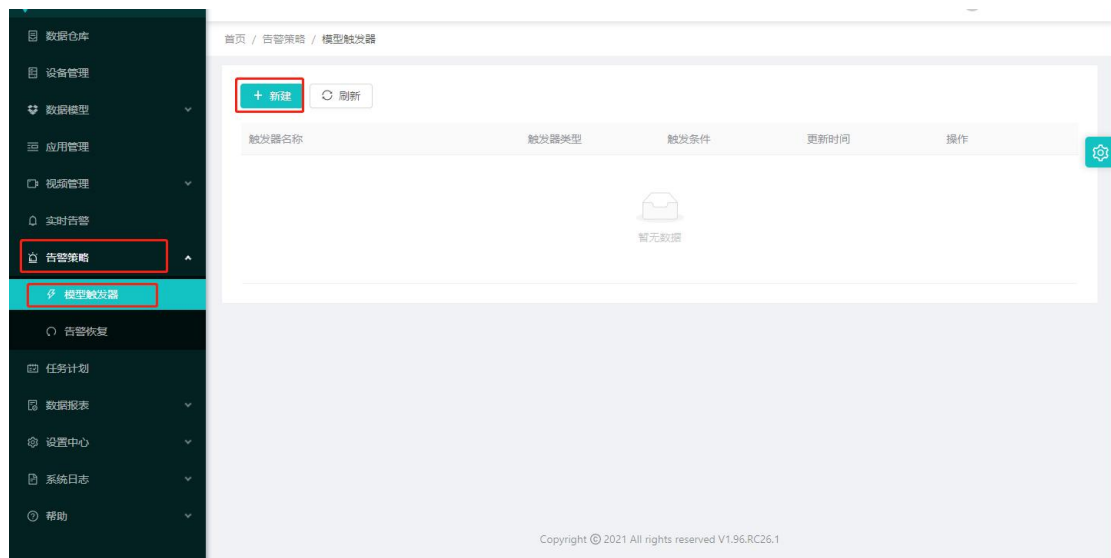 数据仓库
设备管理
数据模型
应用管理
视频管理
实时告警
告警策略
模型触发器
告警恢复
任务计划
数据报表
设置中心
系统日志
帮助
首页 / 告警策略 / 模型触发器
+ 新建 刷新
触发器名称 触发器类型 触发条件 更新时间 操作
暂无数据
Copyright © 2021 All rights reserved V1.96.RC26.1